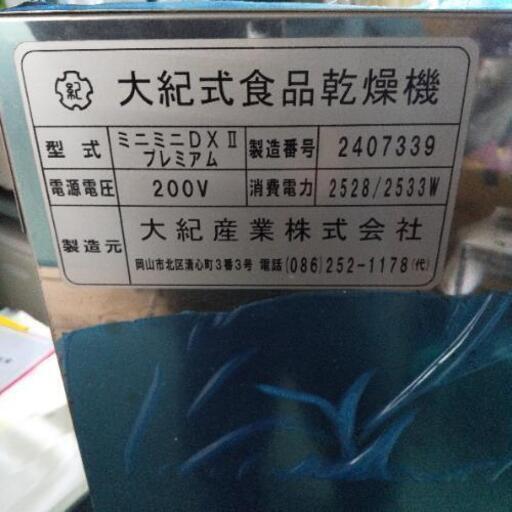 紀 大紀式食品乾燥機
型式 ミニミニDXⅡ プレミアム 製造番号 2407339
電源電圧 200V 消費電力 2528/2533W
製造元 大紀産業株式会社
岡山市北区清心町3番3号 電話(086)252-1178(代)